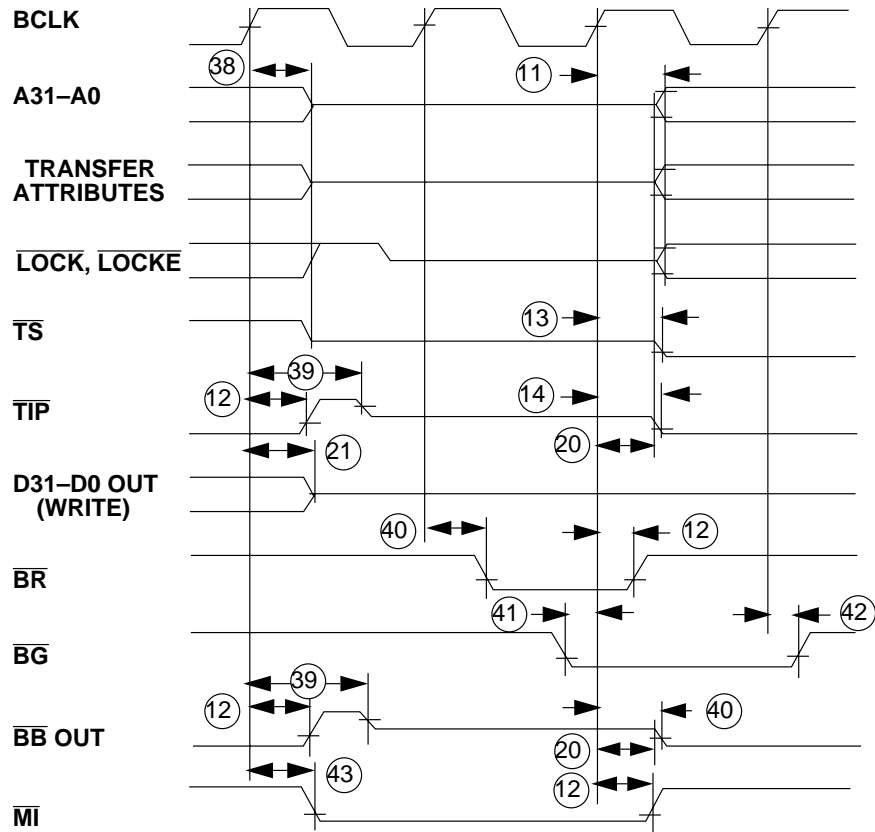 BCLK
38
11
A31–A0
TRANSFER
ATTRIBUTES
LOCK, LOCKE
TS
13
39
12
14
TIP
21
20
D31–D0 OUT
(WRITE)
40
12
BR
41
42
BG
39
12
40
BB OUT
20
43
12
MI